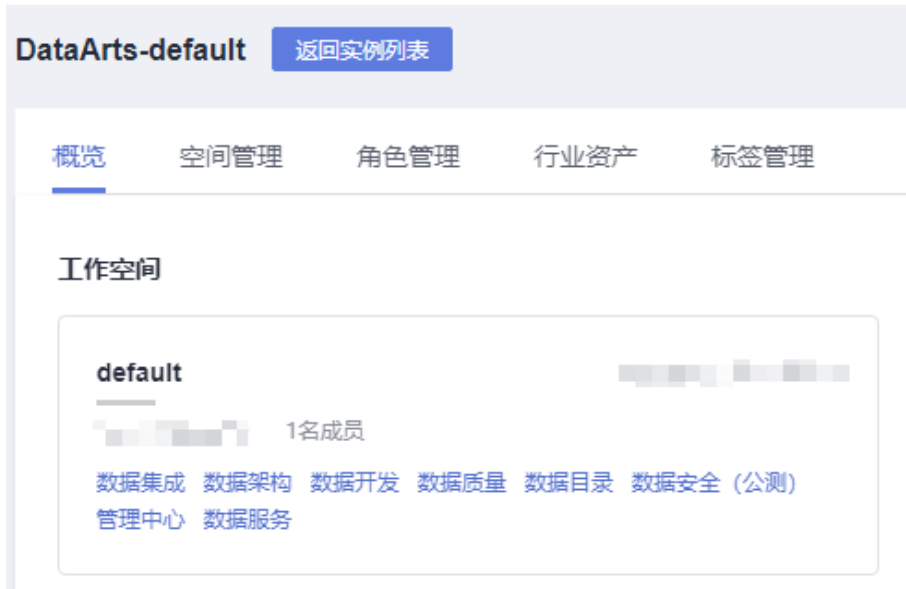 DataArts-default 返回实例列表
概览 空间管理 角色管理 行业资产 标签管理
工作空间
default
1名成员
数据集成 数据架构 数据开发 数据质量 数据目录 数据安全（公测）
管理中心 数据服务